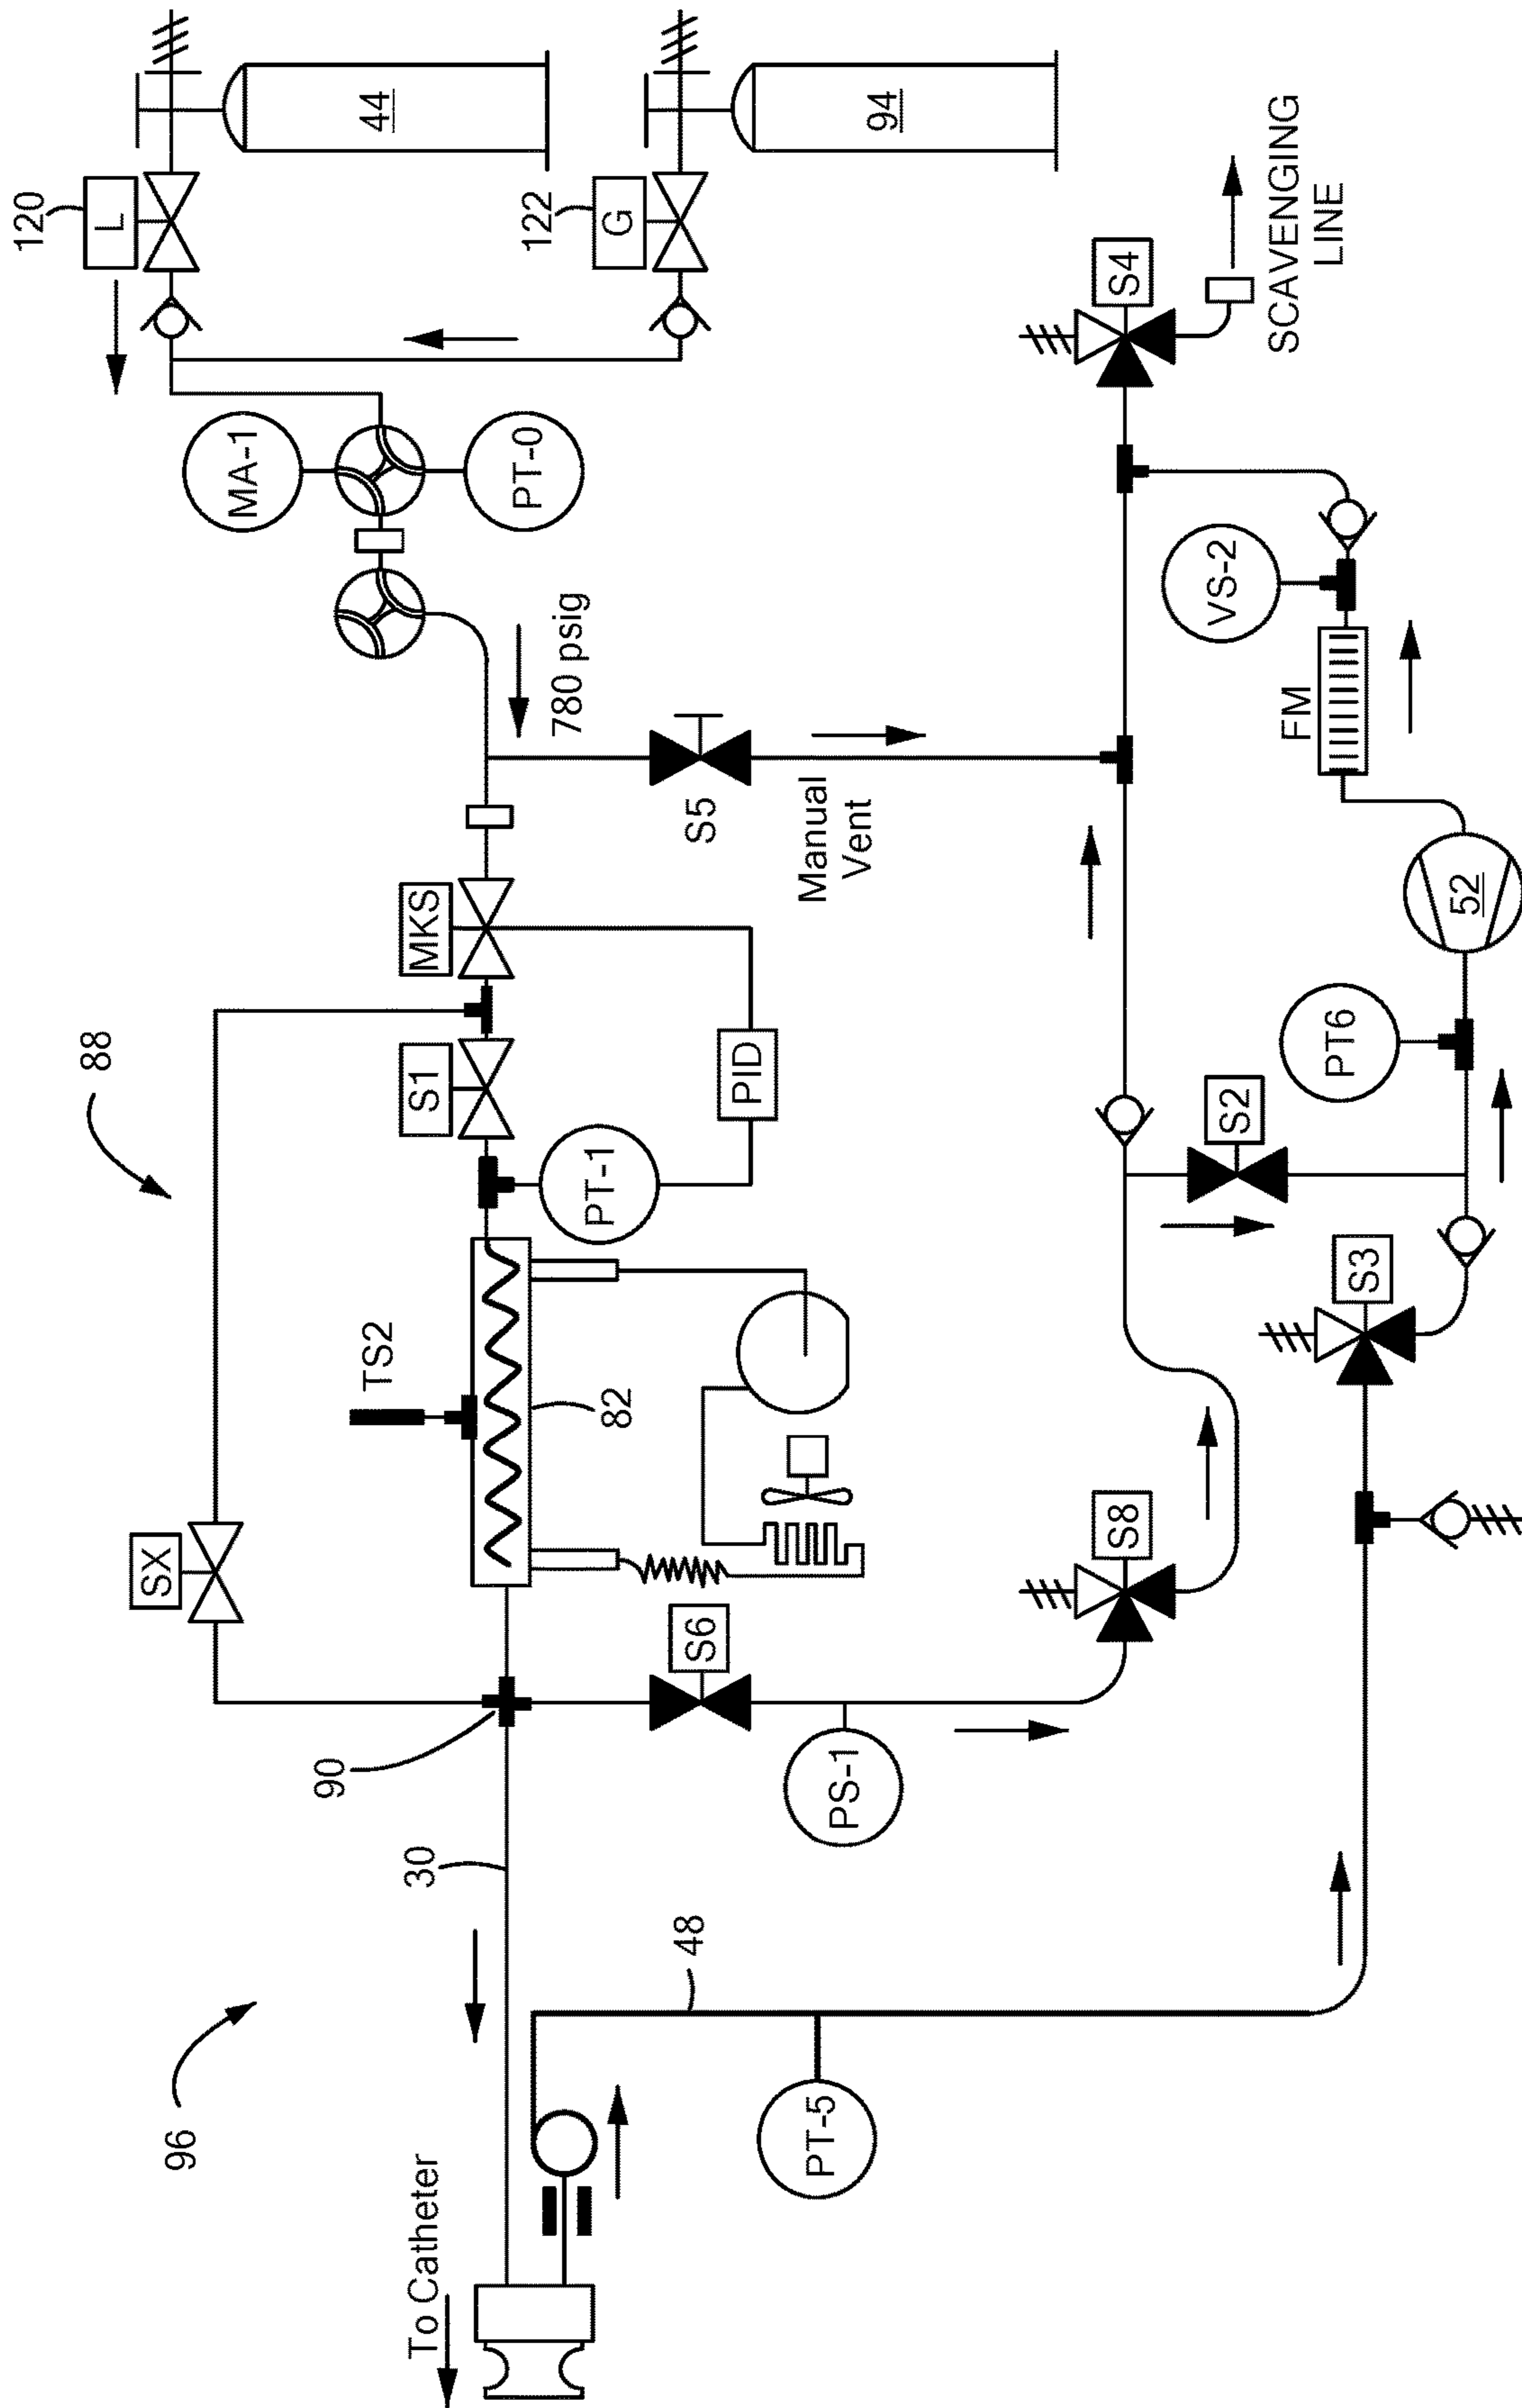 96
88
120
L
44
MA-1
PT-0
122
G
94
SX
TS2
S1
MKS
780 psig
To Catheter
30
90
82
PT-1
PID
S5
Manual
Vent
48
S6
PS-1
PT-5
S8
S2
VS-2
S4
SCAVENGING
LINE
S3
PT6
52
FM